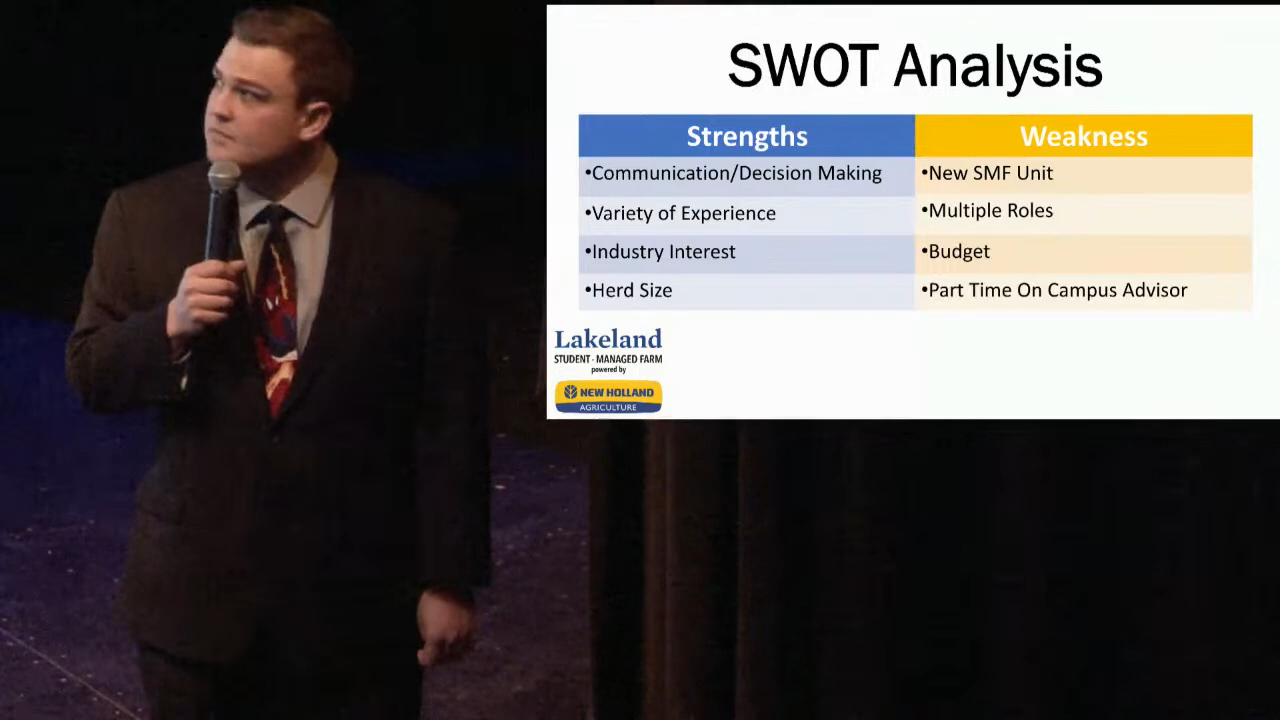 SWOT Analysis
Strengths
Weakness
•Communication/Decision Making
•New SMF Unit
•Variety of Experience
•Multiple Roles
•Industry Interest
•Budget
•Herd Size
•Part Time On Campus Advisor
Lakeland
STUDENT-MANAGED FARM
powered by
NEW HOLLAND
AGRICULTURE